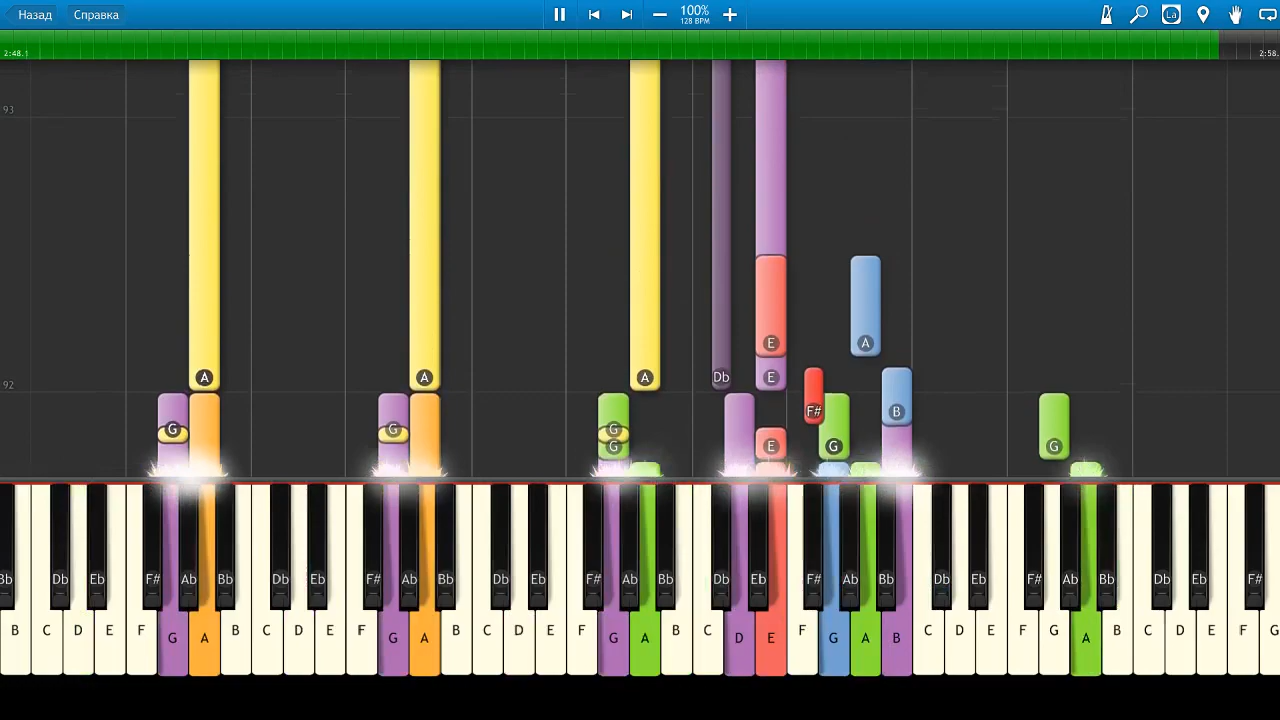 Назад Справка 100% La
128 BPM
2:48.1 2:58.
93
A A A Db E
E A
92
F# B
G G G
G E G G
Bb Db Eb F# Ab Bb Db Eb F# Ab Bb Db Eb F# Ab Bb Db Eb F# Ab Bb Db Eb F# Ab Bb Db Eb F#
B C D E F G A B C D E F G A B C D E F G A B C D E F G A B C D E F G A B C D E F G